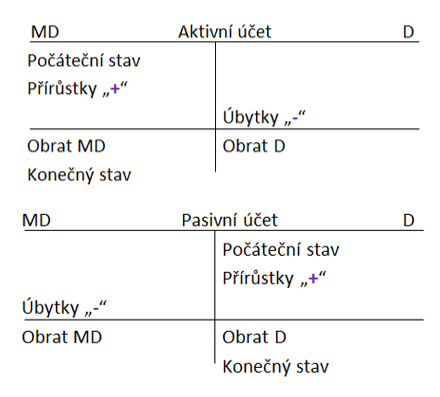 MD Aktivní účet D
Počáteční stav
Přírůstky „+“
Úbytky „-“
Obrat MD Obrat D
Konečný stav
MD Pasivní účet D
Počáteční stav
Přírůstky „+“
Úbytky „-“
Obrat MD Obrat D
Konečný stav